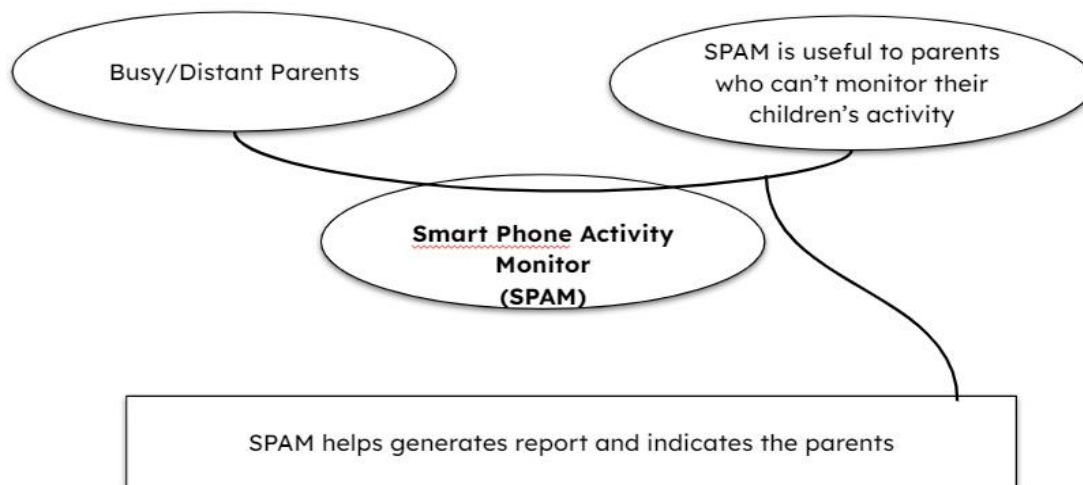 Busy/Distant Parents
SPAM is useful to parents
who can't monitor their
children's activity
Smart Phone Activity
Monitor
(SPAM)
SPAM helps generates report and indicates the parents